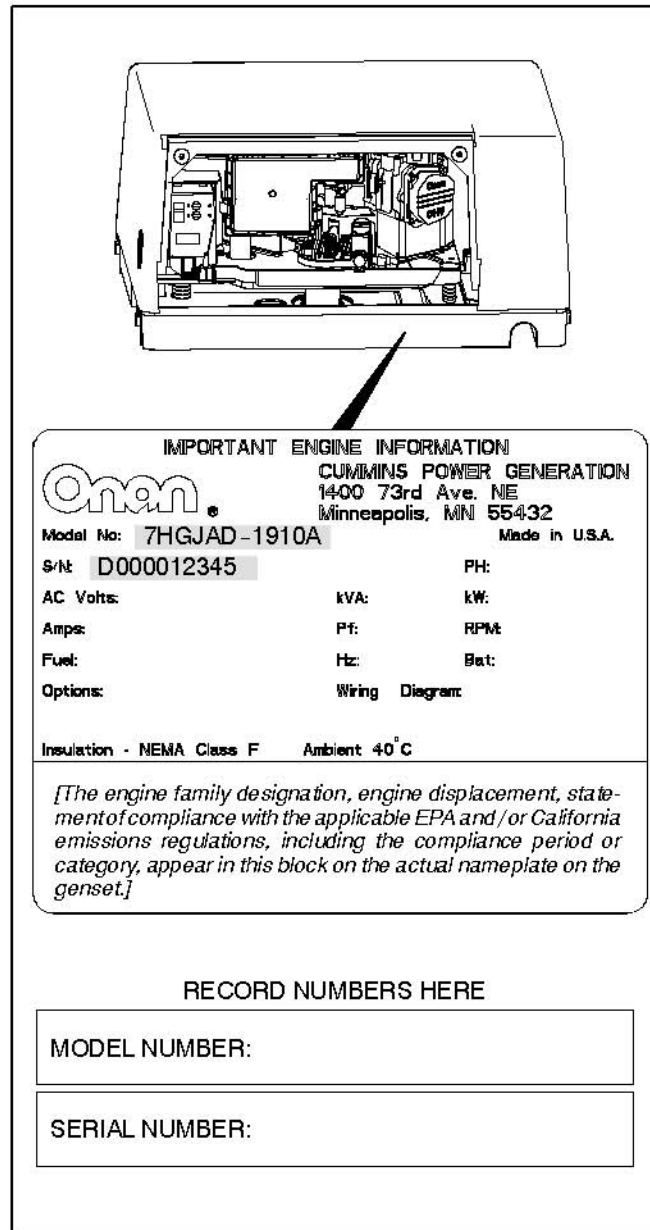 IMPORTANT ENGINE INFORMATION
Onan ®
CUMMINS POWER GENERATION
1400 73rd Ave. NE
Minneapolis, MN 55432
Model No: 7HGJAD-1910A Made in U.S.A.
S/N: D000012345 PH:
AC Volts: kVA: kW:
Amps: Pf: RPM:
Fuel: Hz: Bat:
Options: Wiring Diagram:
Insulation - NEMA Class F Ambient 40°C
[The engine family designation, engine displacement, state-
ment of compliance with the applicable EPA and/or California
emissions regulations, including the compliance period or
category, appear in this block on the actual nameplate on the
genset.]
RECORD NUMBERS HERE
MODEL NUMBER:
SERIAL NUMBER: